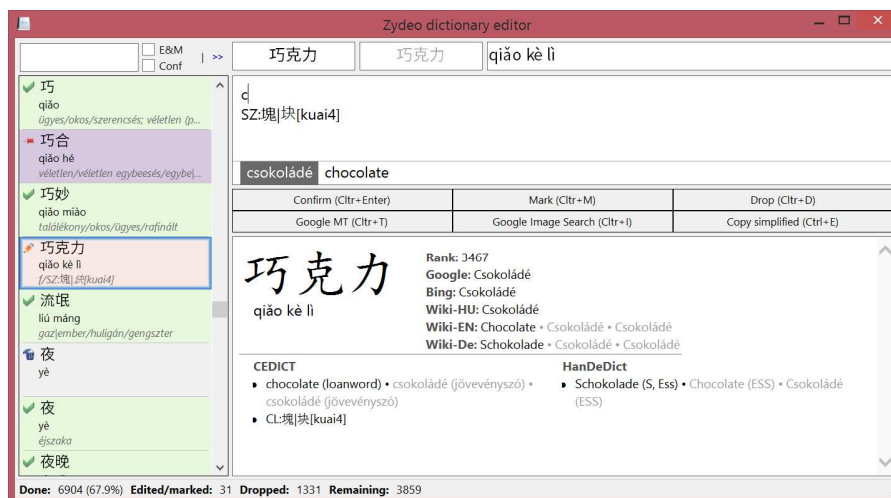 Zydeo dictionary editor
E&M
Conf
| >>
巧克力
巧克力
qiǎo kè lì
巧
qiǎo
ügyes/okos/szerencsés; véletlen (p...
巧合
qiǎo hé
véletlen/véletlen egybeesés/egybe|...
巧妙
qiǎo miào
találékony/okos/ügyes/rafinált
巧克力
qiǎo kè lì
f/SZ:塊|块[kuai4]
流氓
liú máng
gaz|ember/huligán/gengszter
夜
yè
夜
yè
éjszaka
夜晚
c
SZ:塊|块[kuai4]
csokoládé chocolate
Confirm (Cltr+Enter) Mark (Cltr+M) Drop (Cltr+D)
Google MT (Cltr+T) Google Image Search (Cltr+I) Copy simplified (Ctrl+E)
巧克力
qiǎo kè lì
Rank: 3467
Google: Csokoládé
Bing: Csokoládé
Wiki-HU: Csokoládé
Wiki-EN: Chocolate • Csokoládé • Csokoládé
Wiki-De: Schokolade • Csokoládé • Csokoládé
CEDICT
• chocolate (loanword) • csokoládé (jövevényszó) •
csokoládé (jövevényszó)
• CL:塊|块[kuai4]
HanDeDict
• Schokolade (S, Ess) • Chocolate (ESS) • Csokoládé
(ESS)
Done: 6904 (67.9%) Edited/marked: 31 Dropped: 1331 Remaining: 3859